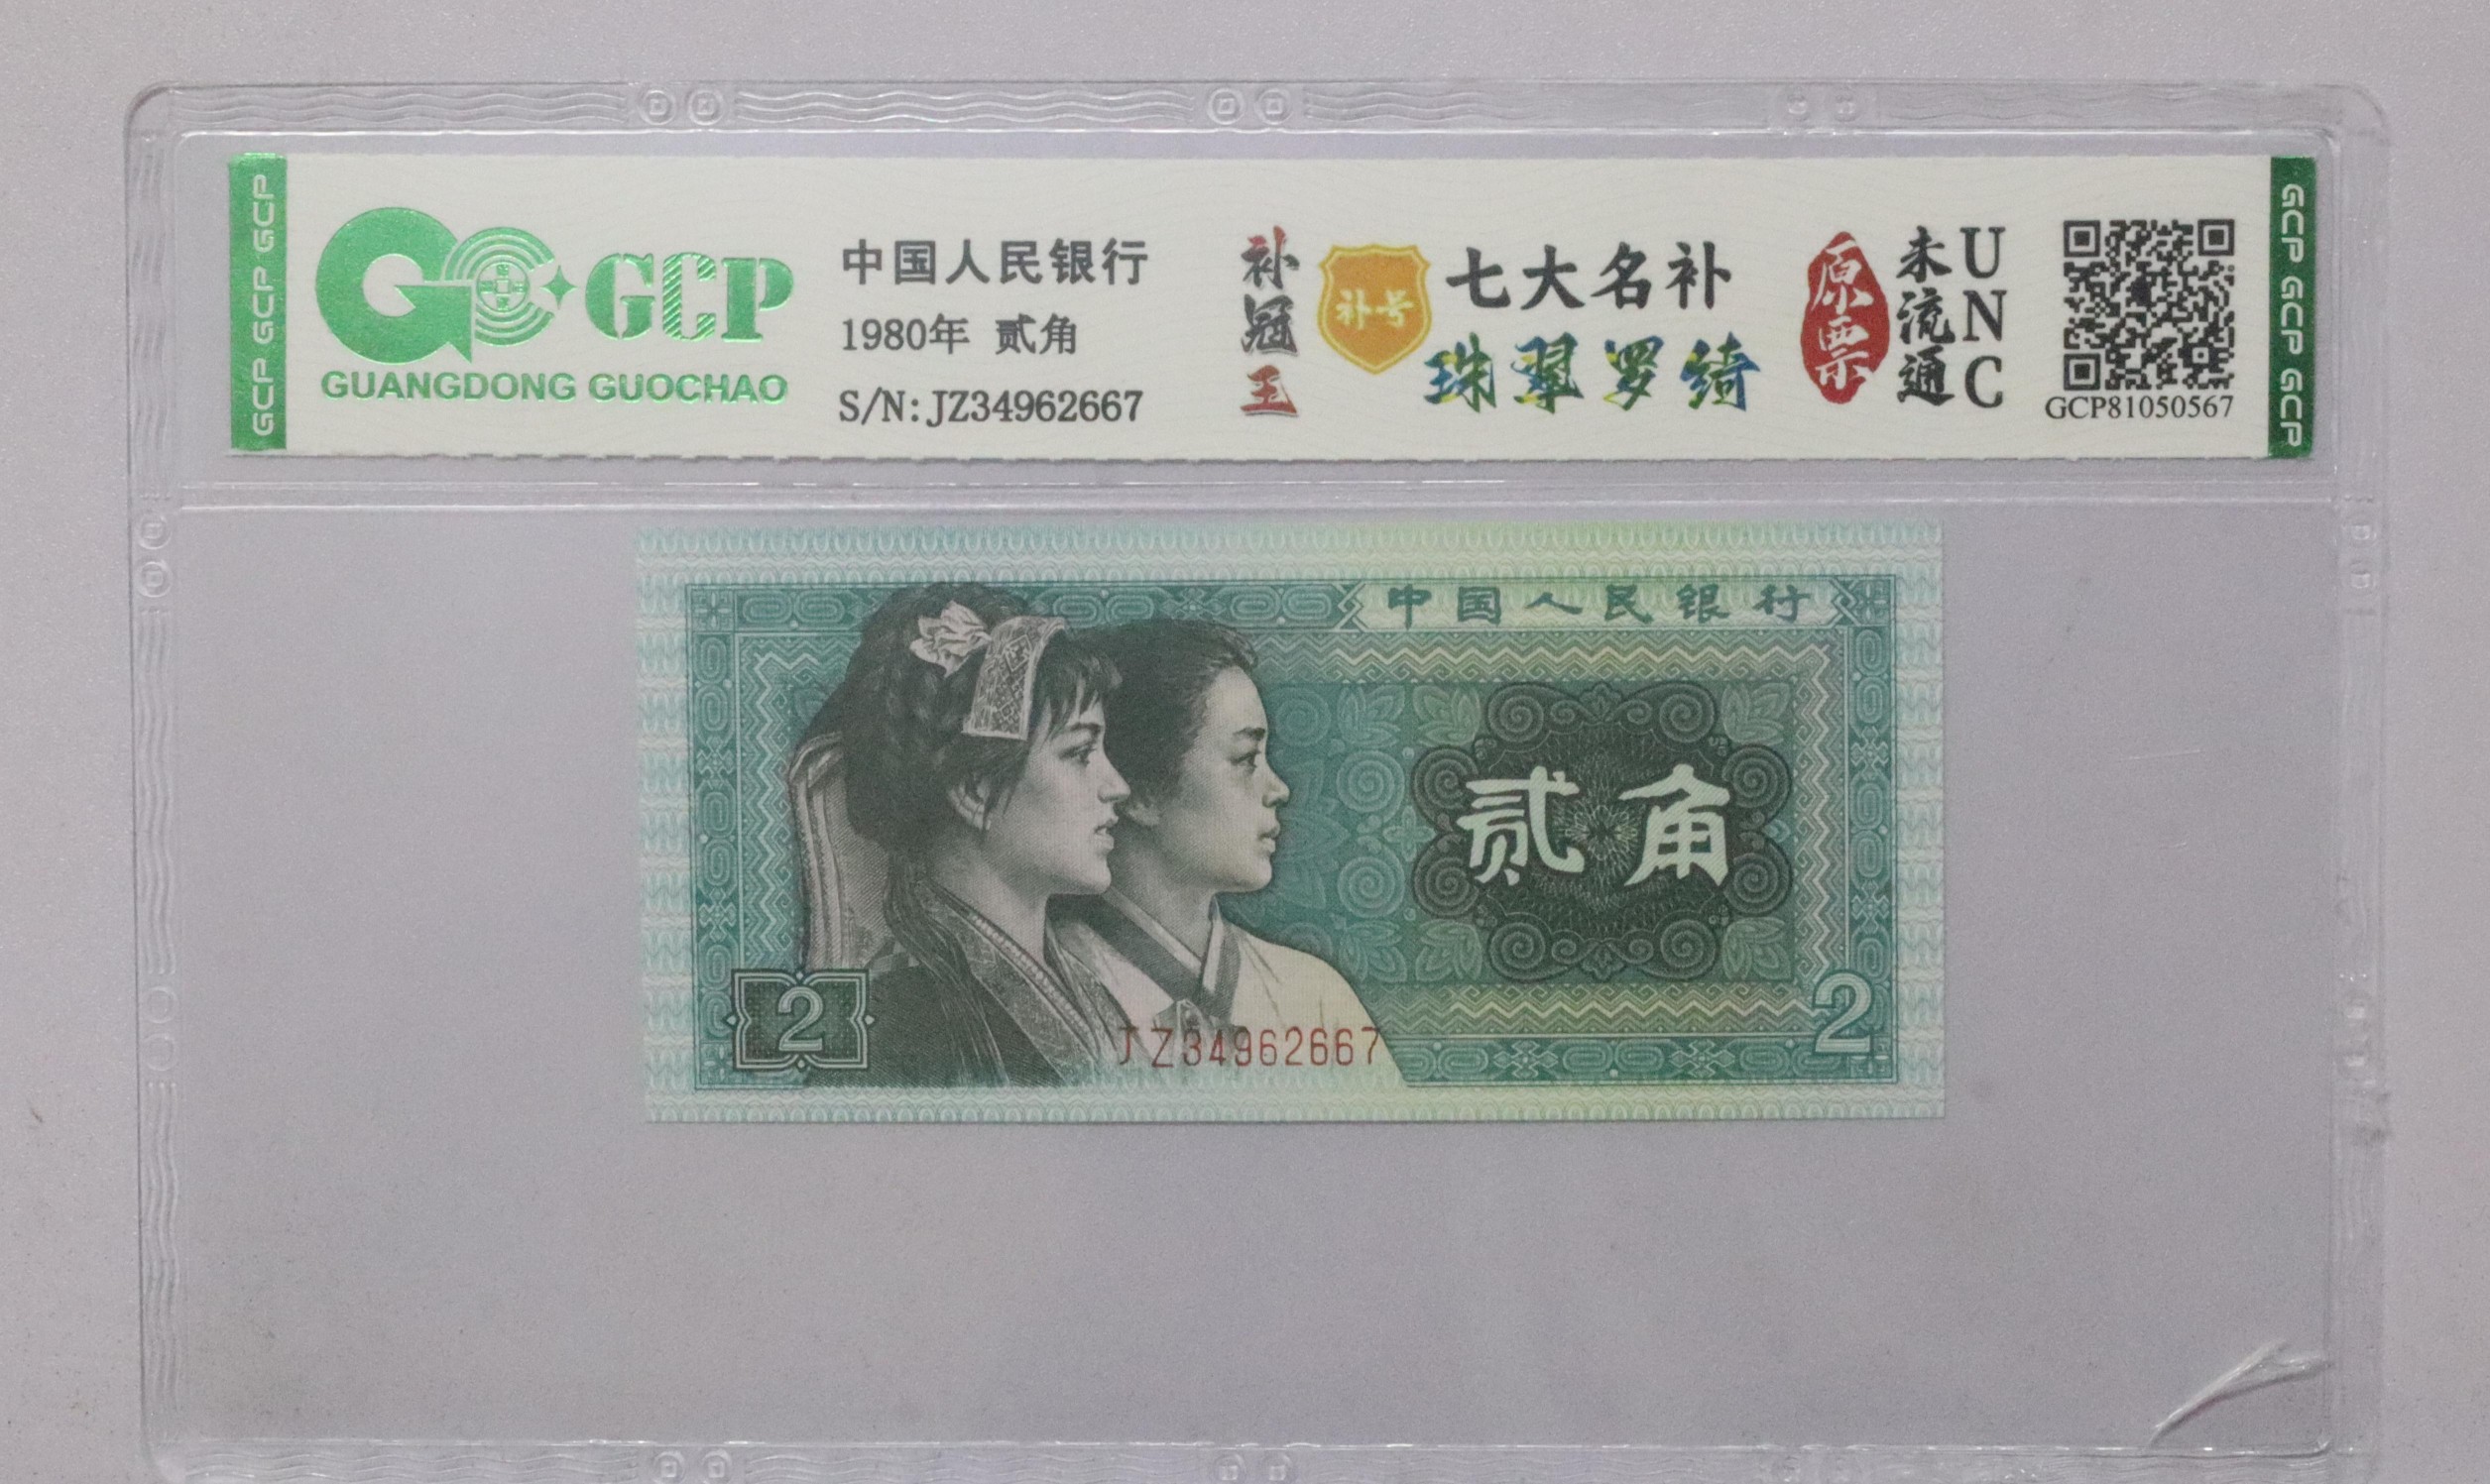 GCP GCP GCP
GCP
GUANGDONG GUOCHAO
中国人民银行
1980年 贰角
S/N: JZ34962667
补冠王
补号
七大名补
珠翠罗绮
原票
未流通
UNC
GCP81050567
GCP GCP GCP
中国人民银行
贰角
2
JZ34962667
2